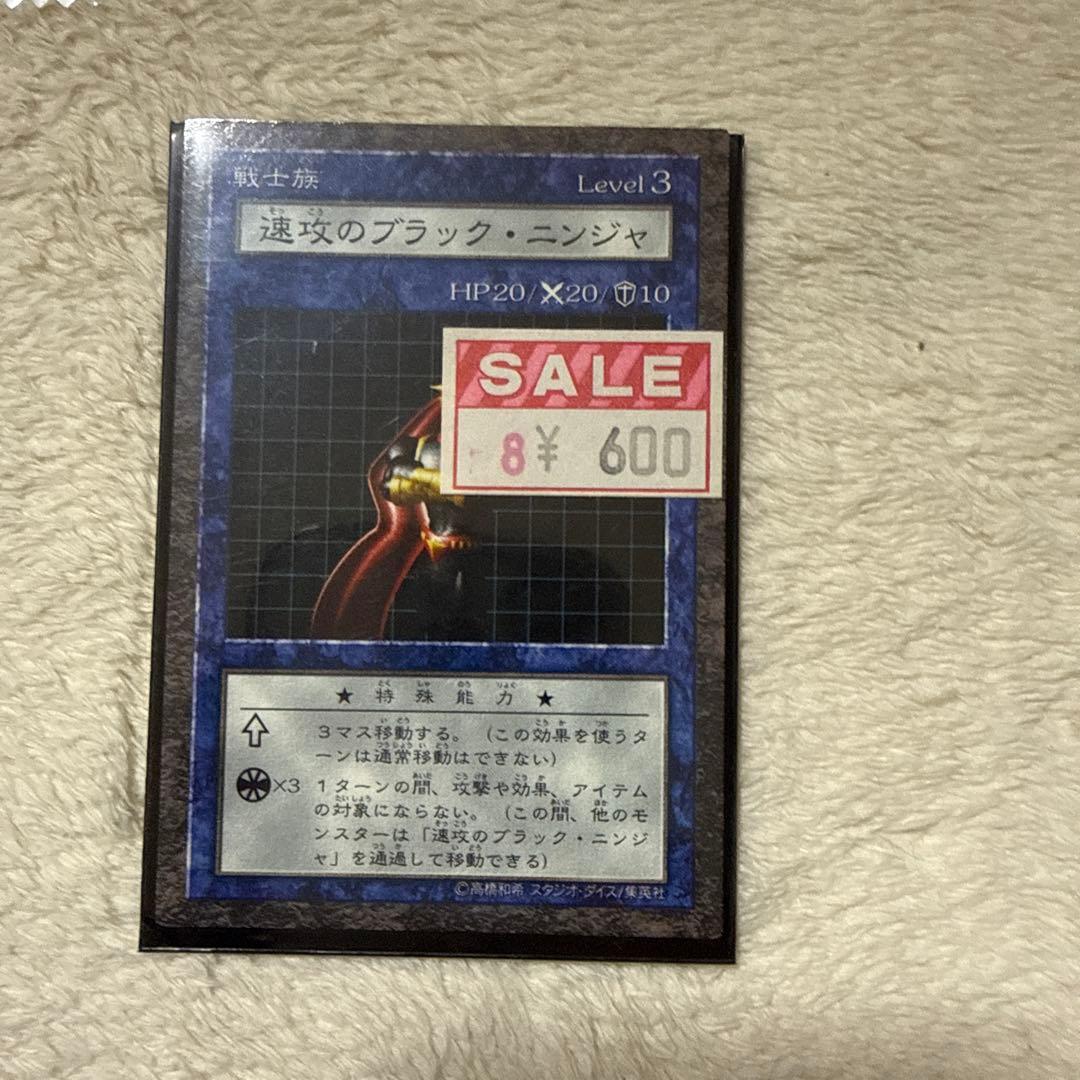 戦士族 Level 3
速攻のブラック・ニンジャ
HP20/20/10
SALE
8¥ 600
★ 特殊能力 ★
3マス移動する。(この効果を使うタ
ーンは通常移動はできない)
×3 1ターンの間、攻撃や効果、アイテム
の対象にならない。(この間、他のモ
ンスターは「速攻のブラック・ニンジ
ャ」を通過して移動できる)
©高橋和希 スタジオ・ダイス/集英社